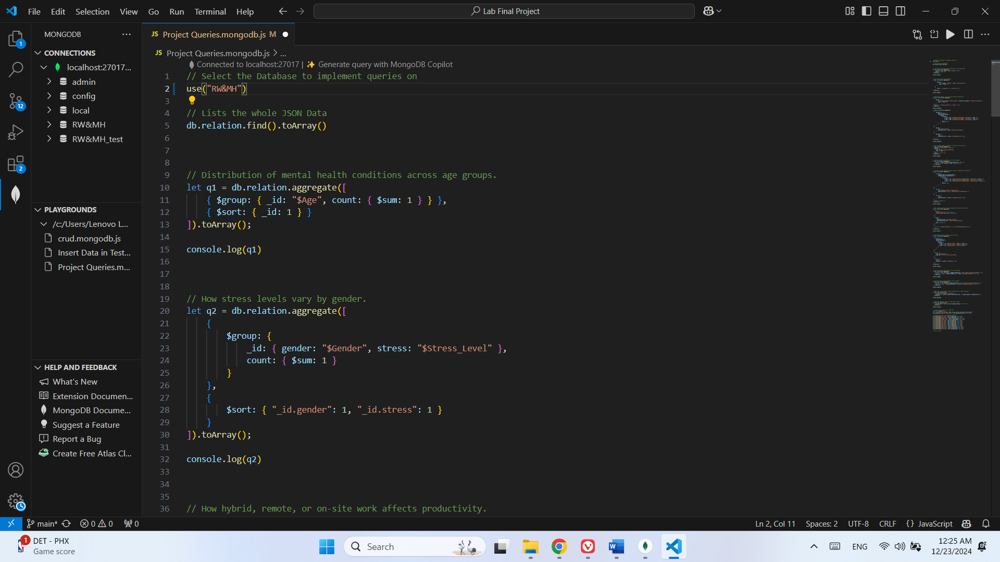 File Edit Selection View Go Run Terminal Help
Lab Final Project
MONGODB
CONNECTIONS
localhost:27017...
admin
config
local
RW&MH
RW&MH_test
PLAYGROUNDS
/c:/Users/Lenovo L...
crud.mongodb.js
Insert Data in Test...
Project Queries.m...
HELP AND FEEDBACK
What's New
Extension Documen...
MongoDB Docume...
Suggest a Feature
Report a Bug
Create Free Atlas Cl...
1
12
2
JS Project Queries.mongodb.js M
JS Project Queries.mongodb.js > ...
Connected to localhost:27017 | ✨ Generate query with MongoDB Copilot
1 // Select the Database to implement queries on
2 use("RW&MH")
3
4 // Lists the whole JSON Data
5 db.relation.find().toArray()
6
7
8
9 // Distribution of mental health conditions across age groups.
10 let q1 = db.relation.aggregate([
11 { $group: { _id: "$Age", count: { $sum: 1 } } },
12 { $sort: { _id: 1 } }
13 ]).toArray();
14
15 console.log(q1)
16
17
18
19 // How stress levels vary by gender.
20 let q2 = db.relation.aggregate([
21 {
22 $group: {
23 _id: { gender: "$Gender", stress: "$Stress_Level" },
24 count: { $sum: 1 }
25 }
26 },
27 {
28 $sort: { "_id.gender": 1, "_id.stress": 1 }
29 }
30 ]).toArray();
31
32 console.log(q2)
33
34
35
36 // How hybrid, remote, or on-site work affects productivity.
main* 0 0 0
Ln 2, Col 11 Spaces: 2 UTF-8 CRLF {} JavaScript
1 DET - PHX
Game score
Search
ENG
12:25 AM
12/23/2024